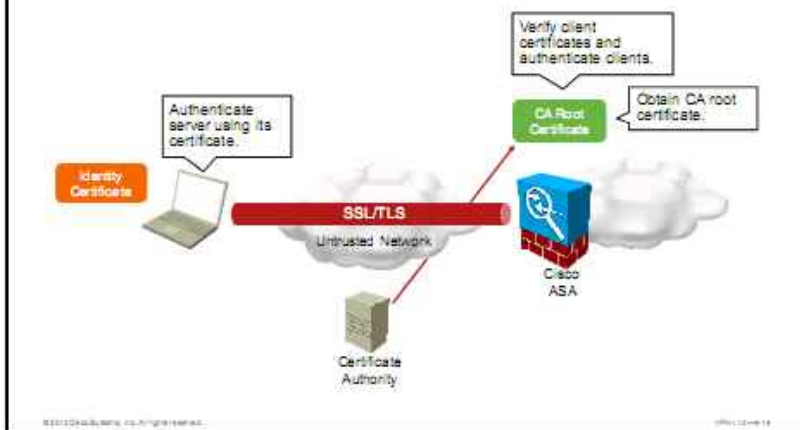 Verify client
certificates and
authenticate clients.
Obtain CA root
certificate.
CA Root
Certificate
Authenticate
server using its
certificate.
Identity
Certificate
SSL/TLS
Untrusted Network
Cisco
ASA
Certificate
Authority